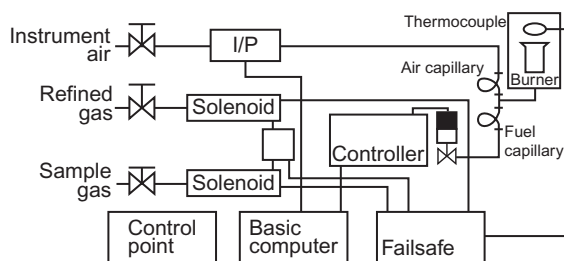 Thermocouple
Instrument
air
I/P
Air capillary
Burner
Refined
gas
Solenoid
Controller
Fuel
capillary
Sample
gas
Solenoid
Control
point
Basic
computer
Failsafe